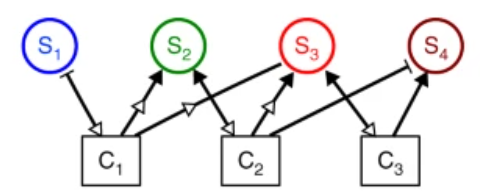 S₁ S₂ S₃ S₄
C₁ C₂ C₃